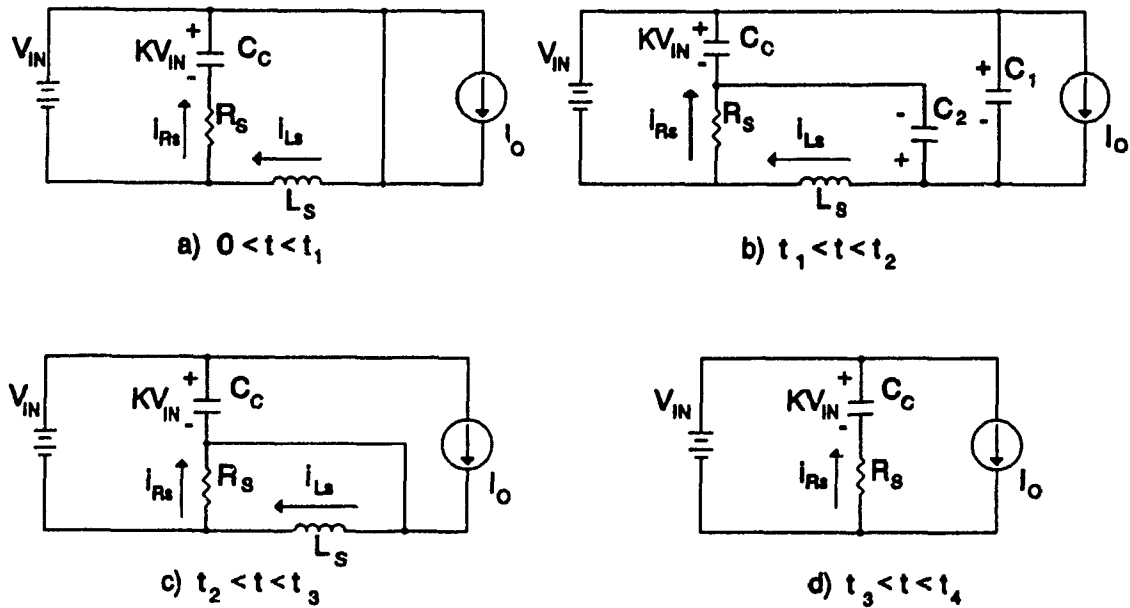 V_IN
+
KV_IN
-
C_C
i_Rs
R_S
i_Ls
L_S
I_O
a) 0 < t < t_1
V_IN
+
KV_IN
-
C_C
i_Rs
R_S
i_Ls
L_S
-
C_2
+
+
C_1
-
I_O
b) t_1 < t < t_2
V_IN
+
KV_IN
-
C_C
i_Rs
R_S
i_Ls
L_S
I_O
c) t_2 < t < t_3
V_IN
+
KV_IN
-
C_C
i_Rs
R_S
I_O
d) t_3 < t < t_4